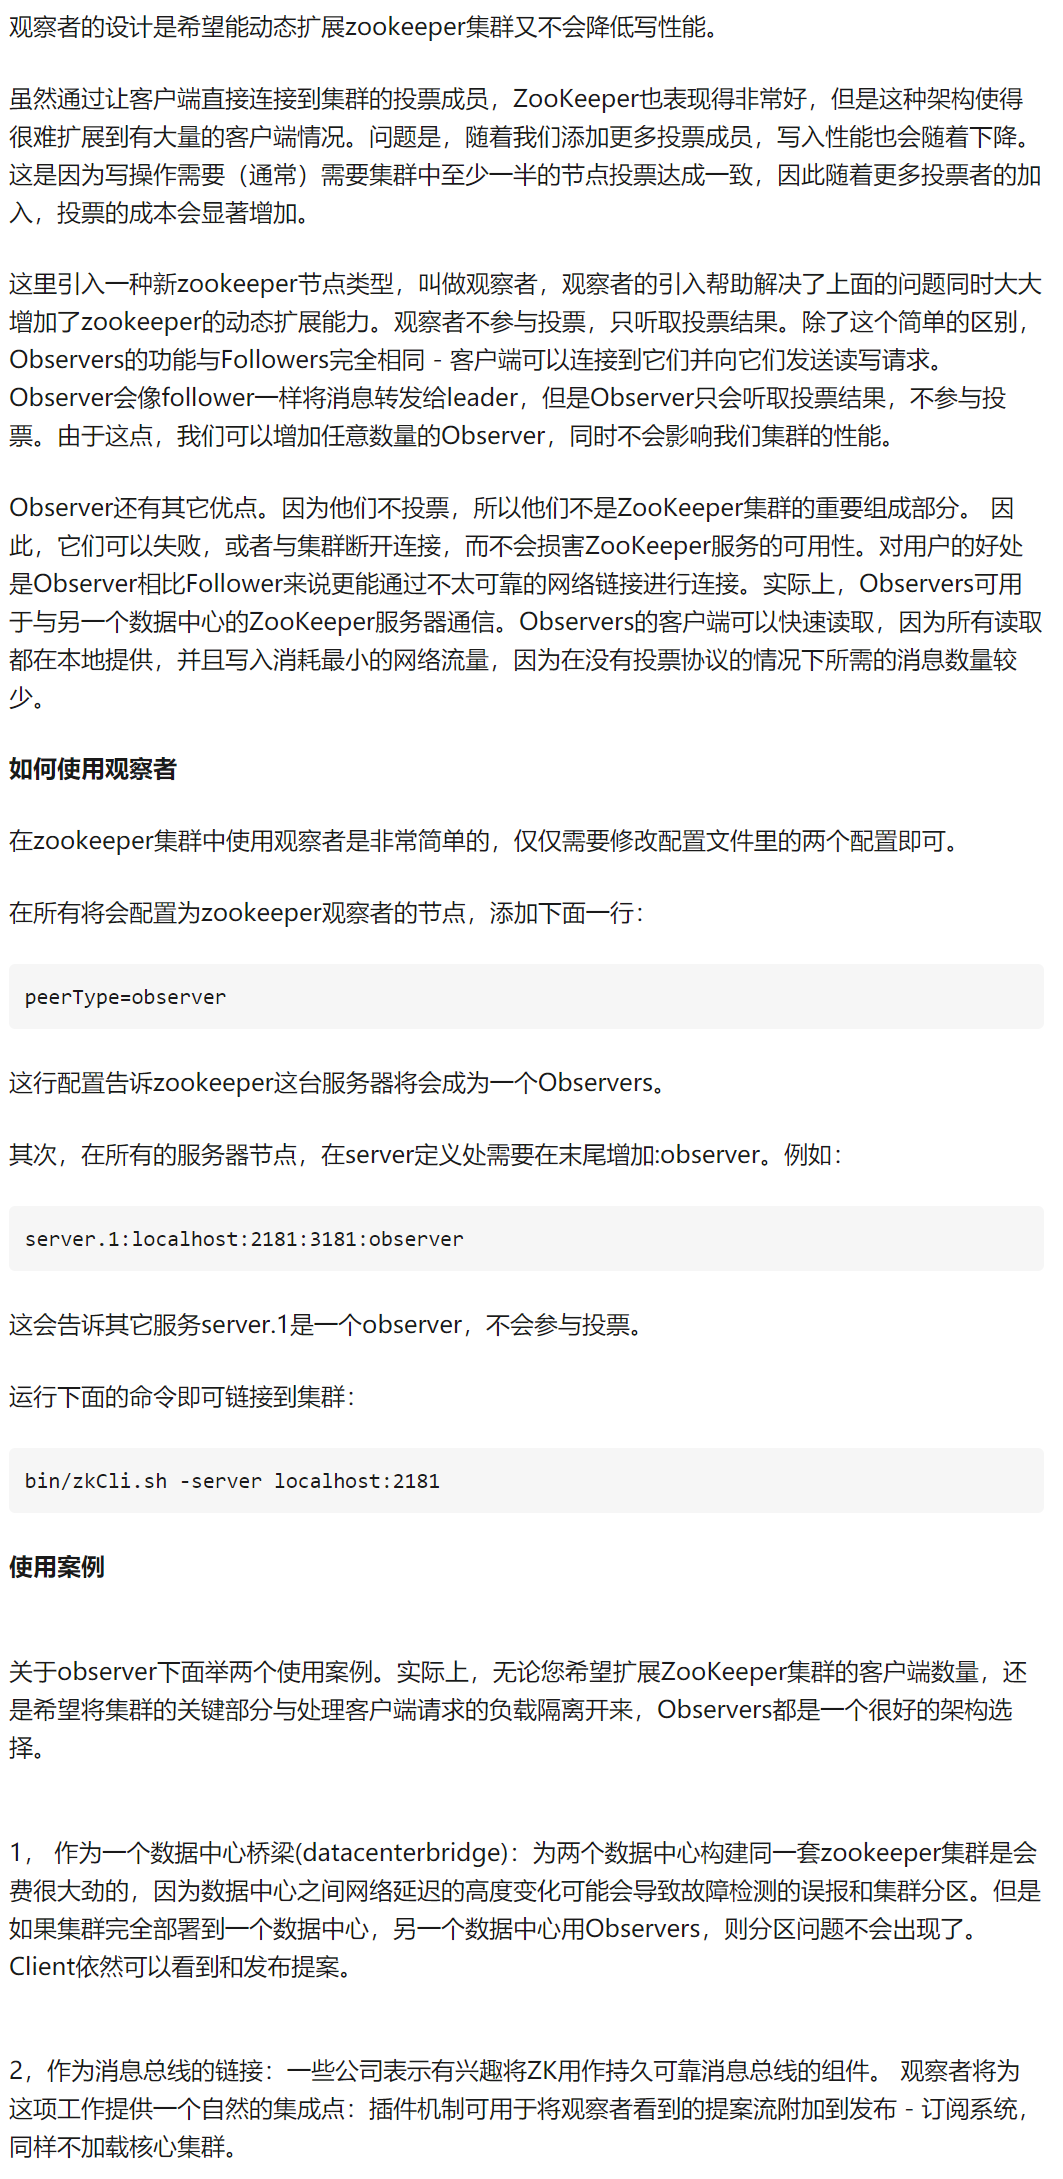 观察者的设计是希望能动态扩展zookeeper集群又不会降低写性能。
虽然通过让客户端直接连接到集群的投票成员，ZooKeeper也表现得非常好，但是这种架构使得
很难扩展到有大量的客户端情况。问题是，随着我们添加更多投票成员，写入性能也会随着下降。
这是因为写操作需要（通常）需要集群中至少一半的节点投票达成一致，因此随着更多投票者的加
入，投票的成本会显著增加。
这里引入一种新zookeeper节点类型，叫做观察者，观察者的引入帮助解决了上面的问题同时大大
增加了zookeeper的动态扩展能力。观察者不参与投票，只听取投票结果。除了这个简单的区别，
Observers的功能与Followers完全相同 - 客户端可以连接到它们并向它们发送读写请求。
Observer会像follower一样将消息转发给leader，但是Observer只会听取投票结果，不参与投
票。由于这点，我们可以增加任意数量的Observer，同时不会影响我们集群的性能。
Observer还有其它优点。因为他们不投票，所以他们不是ZooKeeper集群的重要组成部分。 因
此，它们可以失败，或者与集群断开连接，而不会损害ZooKeeper服务的可用性。对用户的好处
是Observer相比Follower来说更能通过不太可靠的网络链接进行连接。实际上，Observers可用
于与另一个数据中心的ZooKeeper服务器通信。Observers的客户端可以快速读取，因为所有读取
都在本地提供，并且写入消耗最小的网络流量，因为在没有投票协议的情况下所需的消息数量较
少。
如何使用观察者
在zookeeper集群中使用观察者是非常简单的，仅仅需要修改配置文件里的两个配置即可。
在所有将会配置为zookeeper观察者的节点，添加下面一行：
peerType=observer
这行配置告诉zookeeper这台服务器将会成为一个Observers。
其次，在所有的服务器节点，在server定义处需要在末尾增加:observer。例如：
server.1:localhost:2181:3181:observer
这会告诉其它服务server.1是一个observer，不会参与投票。
运行下面的命令即可链接到集群：
bin/zkCli.sh -server localhost:2181
使用案例
关于observer下面举两个使用案例。实际上，无论您希望扩展ZooKeeper集群的客户端数量，还
是希望将集群的关键部分与处理客户端请求的负载隔离开来，Observers都是一个很好的架构选
择。
1， 作为一个数据中心桥梁(datacenterbridge)：为两个数据中心构建同一套zookeeper集群是会
费很大劲的，因为数据中心之间网络延迟的高度变化可能会导致故障检测的误报和集群分区。但是
如果集群完全部署到一个数据中心，另一个数据中心用Observers，则分区问题不会出现了。
Client依然可以看到和发布提案。
2，作为消息总线的链接：一些公司表示有兴趣将ZK用作持久可靠消息总线的组件。 观察者将为
这项工作提供一个自然的集成点：插件机制可用于将观察者看到的提案流附加到发布 - 订阅系统，
同样不加载核心集群。